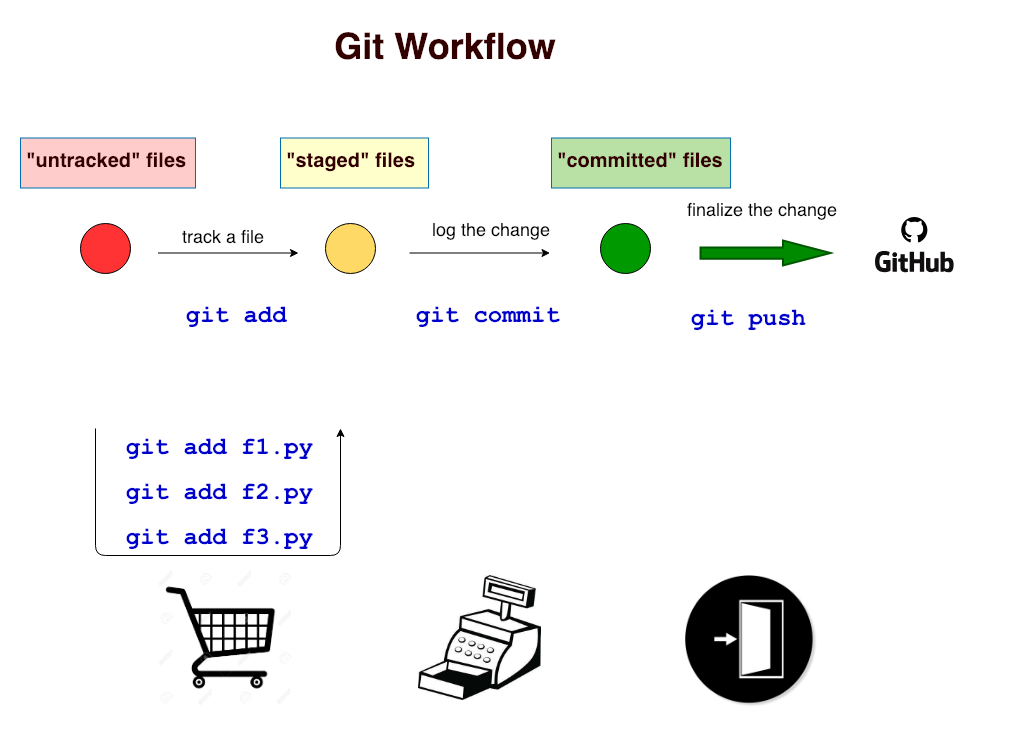 Git Workflow
"untracked" files
"staged" files
"committed" files
track a file
log the change
finalize the change
GitHub
git add
git commit
git push
git add f1.py
git add f2.py
git add f3.py